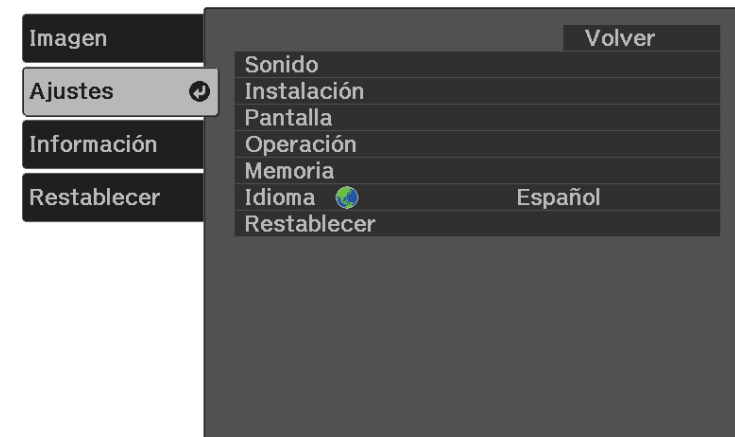 Imagen
Ajustes
Información
Restablecer
Volver
Sonido
Instalación
Pantalla
Operación
Memoria
Idioma Español
Restablecer